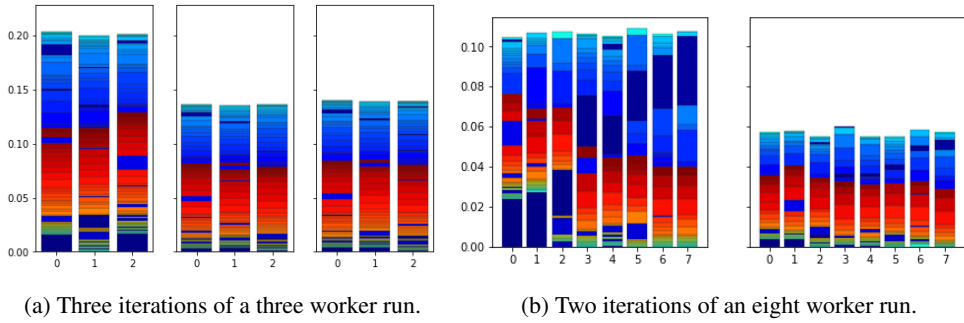 0.20
0.15
0.10
0.05
0.00
0 1 2
0 1 2
0 1 2
0.10
0.08
0.06
0.04
0.02
0.00
0 1 2 3 4 5 6 7
0 1 2 3 4 5 6 7
(a) Three iterations of a three worker run.
(b) Two iterations of an eight worker run.